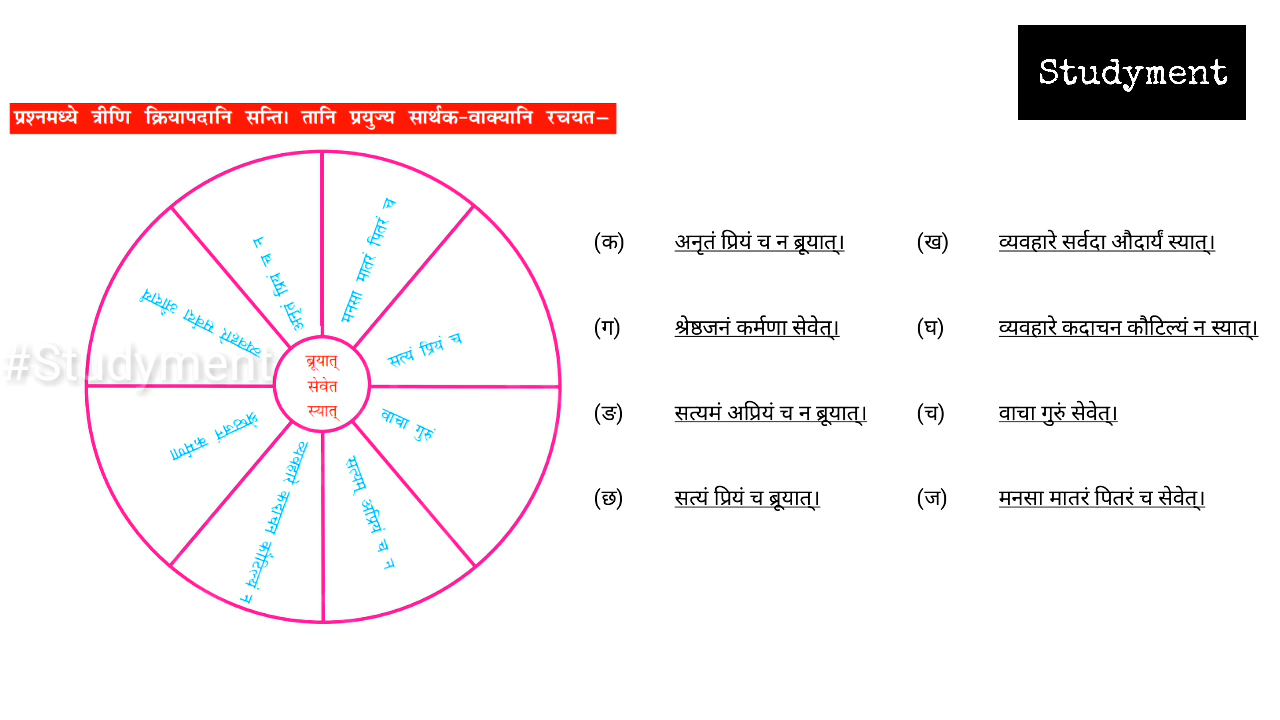 Studyment
प्रश्नमध्ये त्रीणि क्रियापदानि सन्ति। तानि प्रयुज्य सार्थक-वाक्यानि रचयत–
मनसा मातरं पितरं च
सत्यं प्रियं च
वाचा गुरुं
सत्यम् अप्रियं च न
व्यवहारे कदाचन कौटिल्यं न
श्रेष्ठजनं कर्मणा
व्यवहारे सर्वदा औदार्यं
अनृतं प्रियं च न
ब्रूयात्
सेवेत
स्यात्
#Studyment
(क) अनृतं प्रियं च न ब्रूयात्।
(ख) व्यवहारे सर्वदा औदार्यं स्यात्।
(ग) श्रेष्ठजनं कर्मणा सेवेत्।
(घ) व्यवहारे कदाचन कौटिल्यं न स्यात्।
(ङ) सत्यमं अप्रियं च न ब्रूयात्।
(च) वाचा गुरुं सेवेत्।
(छ) सत्यं प्रियं च ब्रूयात्।
(ज) मनसा मातरं पितरं च सेवेत्।